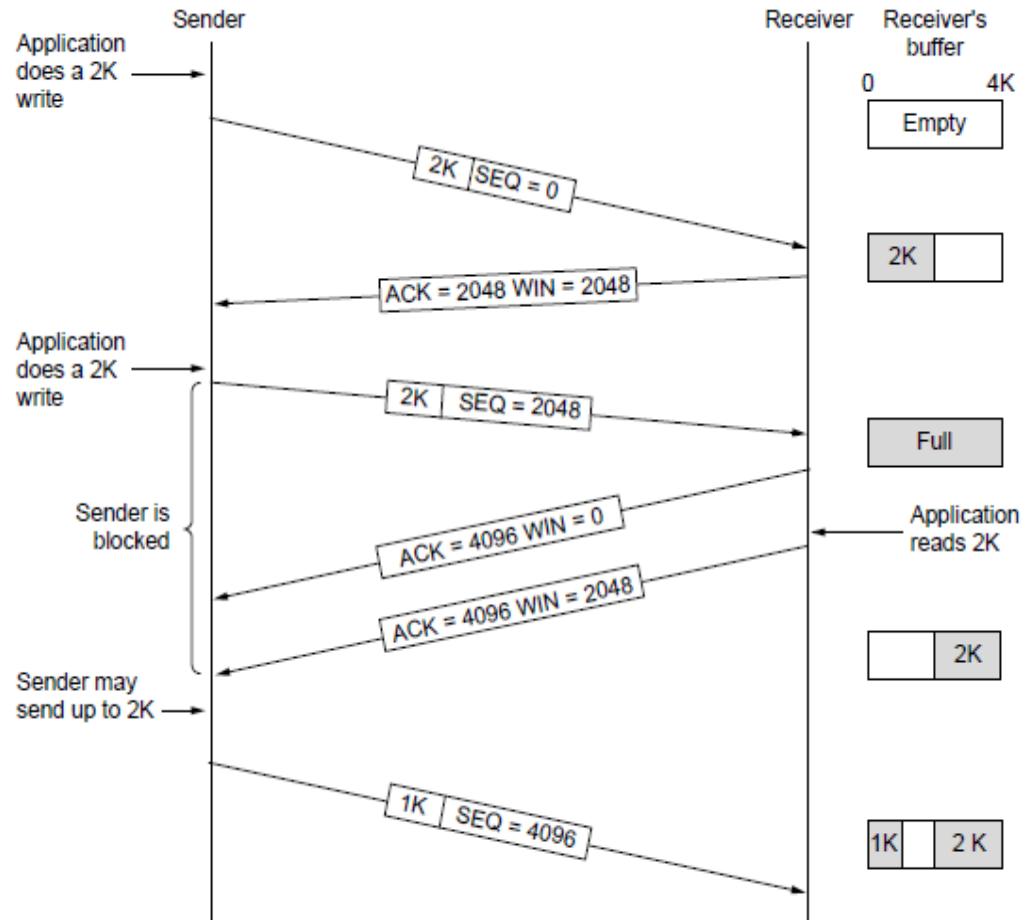 Sender
Receiver
Receiver's
buffer
Application
does a 2K
write
0 4K
Empty
2K SEQ = 0
2K
ACK = 2048 WIN = 2048
Application
does a 2K
write
2K SEQ = 2048
Full
Sender is
blocked
Application
reads 2K
ACK = 4096 WIN = 0
ACK = 4096 WIN = 2048
2K
Sender may
send up to 2K
1K SEQ = 4096
1K 2 K